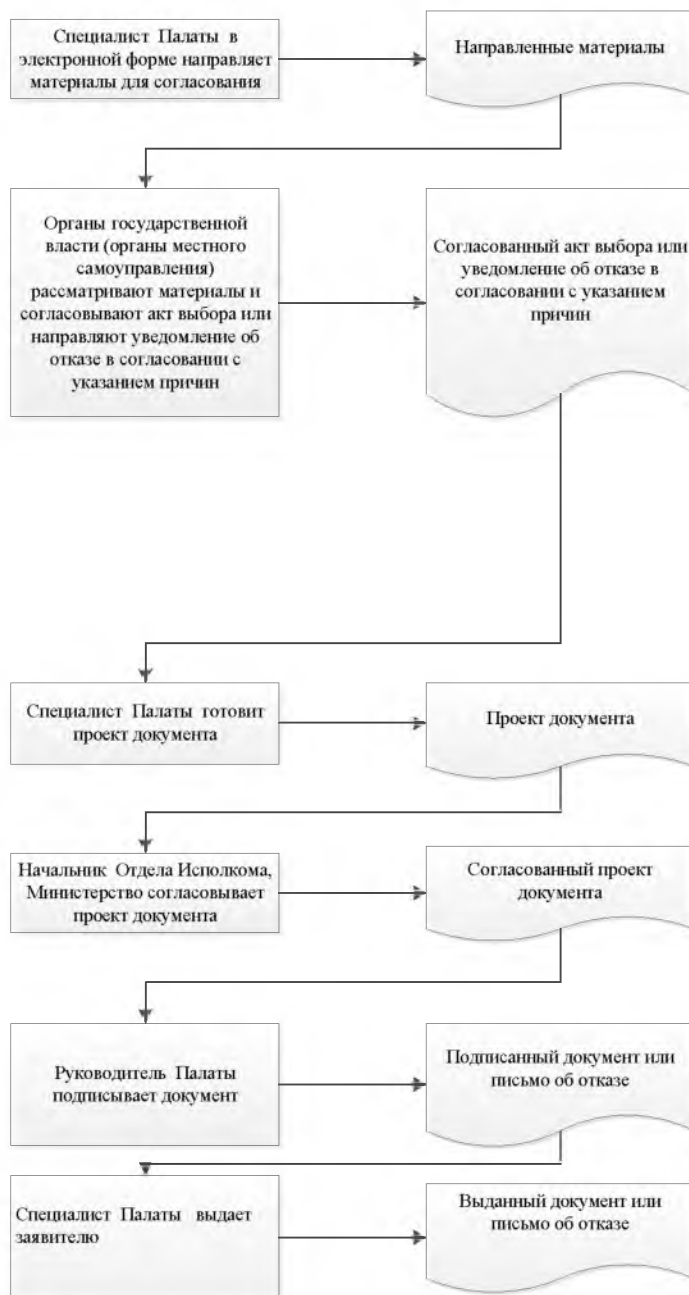 Специалист Палаты в
электронной форме направляет
материалы для согласования
Направленные материалы
Органы государственной
власти (органы местного
самоуправления)
рассматривают материалы и
согласовывают акт выбора или
направляют уведомление об
отказе в согласовании с
указанием причин
Согласованный акт выбора или
уведомление об отказе в
согласовании с указанием
причин
Специалист Палаты готовит
проект документа
Проект документа
Начальник Отдела Исполкома,
Министерство согласовывает
проект документа
Согласованный проект
документа
Руководитель Палаты
подписывает документ
Подписанный документ или
письмо об отказе
Специалист Палаты выдает
заявителю
Выданный документ или
письмо об отказе